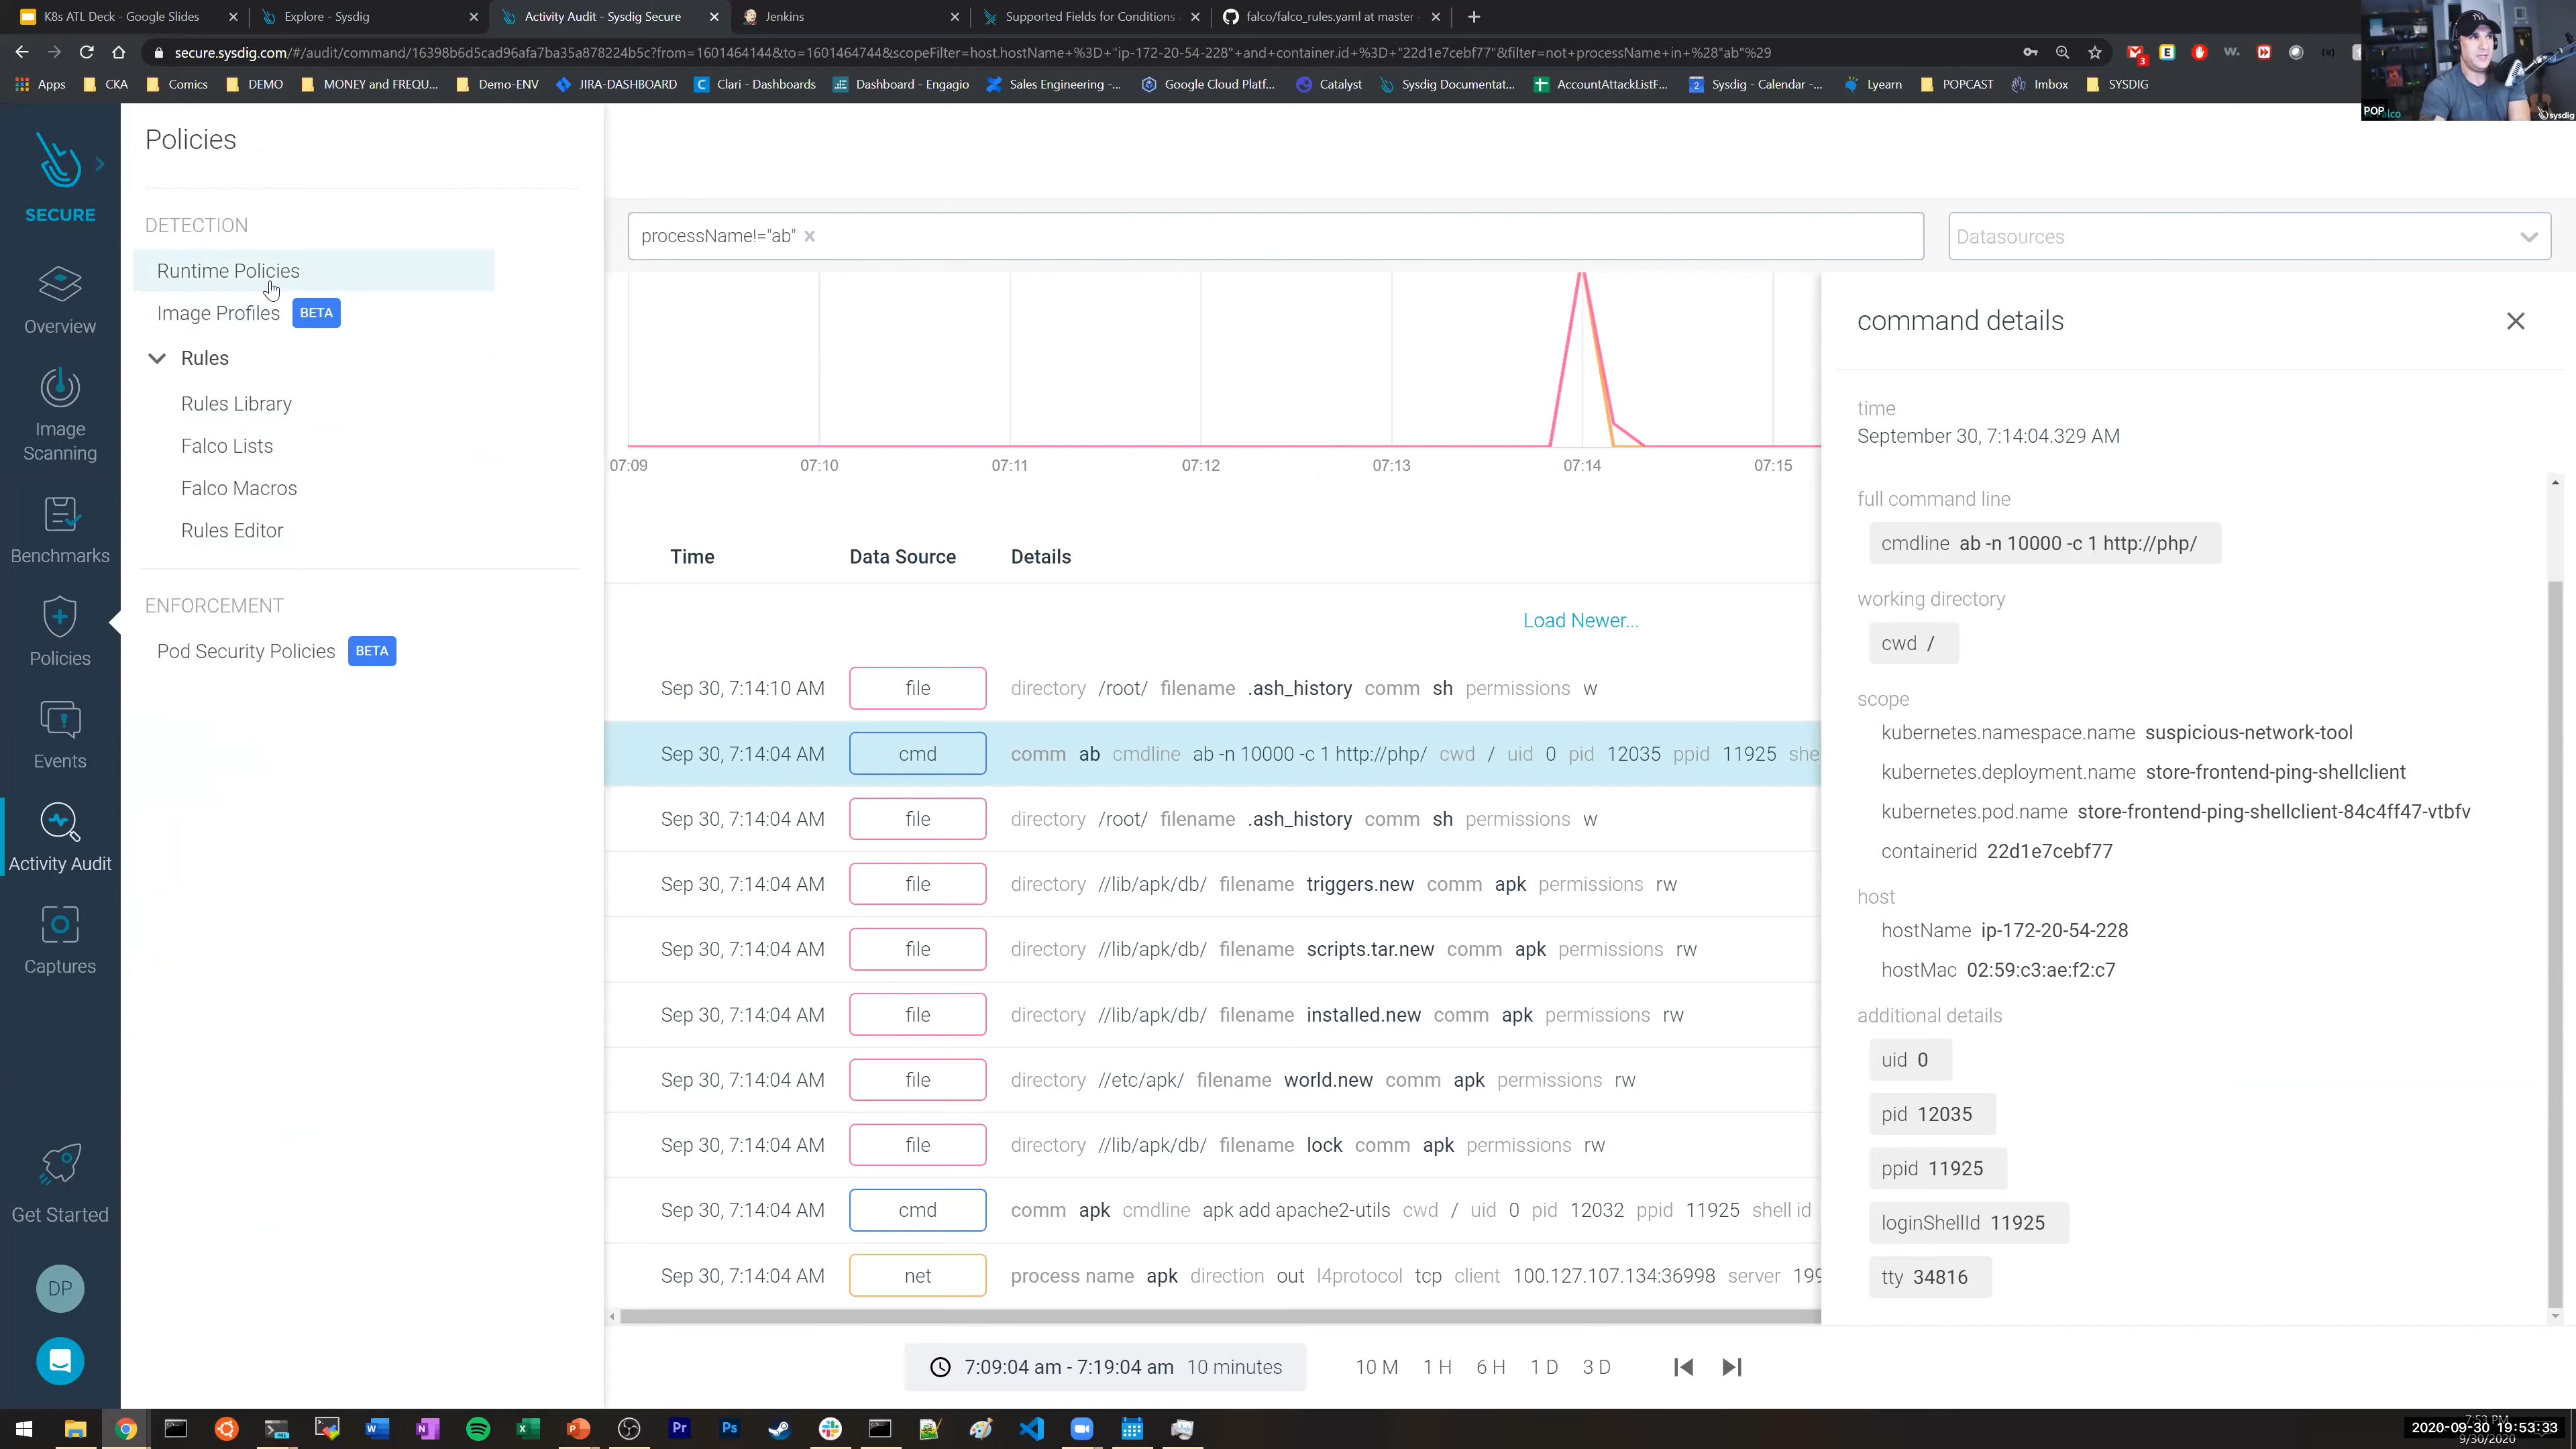 K8s ATL Deck - Google Slides
Explore - Sysdig
Activity Audit - Sysdig Secure
Jenkins
Supported Fields for Conditions
falco/falco_rules.yaml at master
secure.sysdig.com/#/audit/command/16398b6d5cad96afa7ba35a878224b5c?from=1601464144&to=1601464744&scopeFilter=host.hostName+%3D+"ip-172-20-54-228"+and+container.id+%3D+"22d1e7cebf77"&filter=not+processName+in+%28"ab"%29
Apps
CKA
Comics
DEMO
MONEY and FREQU...
Demo-ENV
JIRA-DASHBOARD
Clari - Dashboards
Dashboard - Engagio
Sales Engineering -...
Google Cloud Platf...
Catalyst
Sysdig Documentat...
AccountAttackListF...
Sysdig - Calendar -...
Lyearn
POPCAST
Imbox
SYSDIG
POP
sysdig
SECURE
Overview
Image
Scanning
Benchmarks
Policies
Events
Activity Audit
Captures
Get Started
DP
Policies
DETECTION
Runtime Policies
Image Profiles BETA
Rules
Rules Library
Falco Lists
Falco Macros
Rules Editor
ENFORCEMENT
Pod Security Policies BETA
processName!="ab"
Datasources
07:09 07:10 07:11 07:12 07:13 07:14 07:15
Time Data Source Details
Load Newer...
Sep 30, 7:14:10 AM file directory /root/ filename .ash_history comm sh permissions w
Sep 30, 7:14:04 AM cmd comm ab cmdline ab -n 10000 -c 1 http://php/ cwd / uid 0 pid 12035 ppid 11925 she
Sep 30, 7:14:04 AM file directory /root/ filename .ash_history comm sh permissions w
Sep 30, 7:14:04 AM file directory //lib/apk/db/ filename triggers.new comm apk permissions rw
Sep 30, 7:14:04 AM file directory //lib/apk/db/ filename scripts.tar.new comm apk permissions rw
Sep 30, 7:14:04 AM file directory //lib/apk/db/ filename installed.new comm apk permissions rw
Sep 30, 7:14:04 AM file directory //etc/apk/ filename world.new comm apk permissions rw
Sep 30, 7:14:04 AM file directory //lib/apk/db/ filename lock comm apk permissions rw
Sep 30, 7:14:04 AM cmd comm apk cmdline apk add apache2-utils cwd / uid 0 pid 12032 ppid 11925 shell id
Sep 30, 7:14:04 AM net process name apk direction out l4protocol tcp client 100.127.107.134:36998 server 199
7:09:04 am - 7:19:04 am 10 minutes
10 M 1 H 6 H 1 D 3 D
command details
time
September 30, 7:14:04.329 AM
full command line
cmdline ab -n 10000 -c 1 http://php/
working directory
cwd /
scope
kubernetes.namespace.name suspicious-network-tool
kubernetes.deployment.name store-frontend-ping-shellclient
kubernetes.pod.name store-frontend-ping-shellclient-84c4ff47-vtbfv
containerid 22d1e7cebf77
host
hostName ip-172-20-54-228
hostMac 02:59:c3:ae:f2:c7
additional details
uid 0
pid 12035
ppid 11925
loginShellId 11925
tty 34816
2020-09-30 19:53:33
9/30/2020